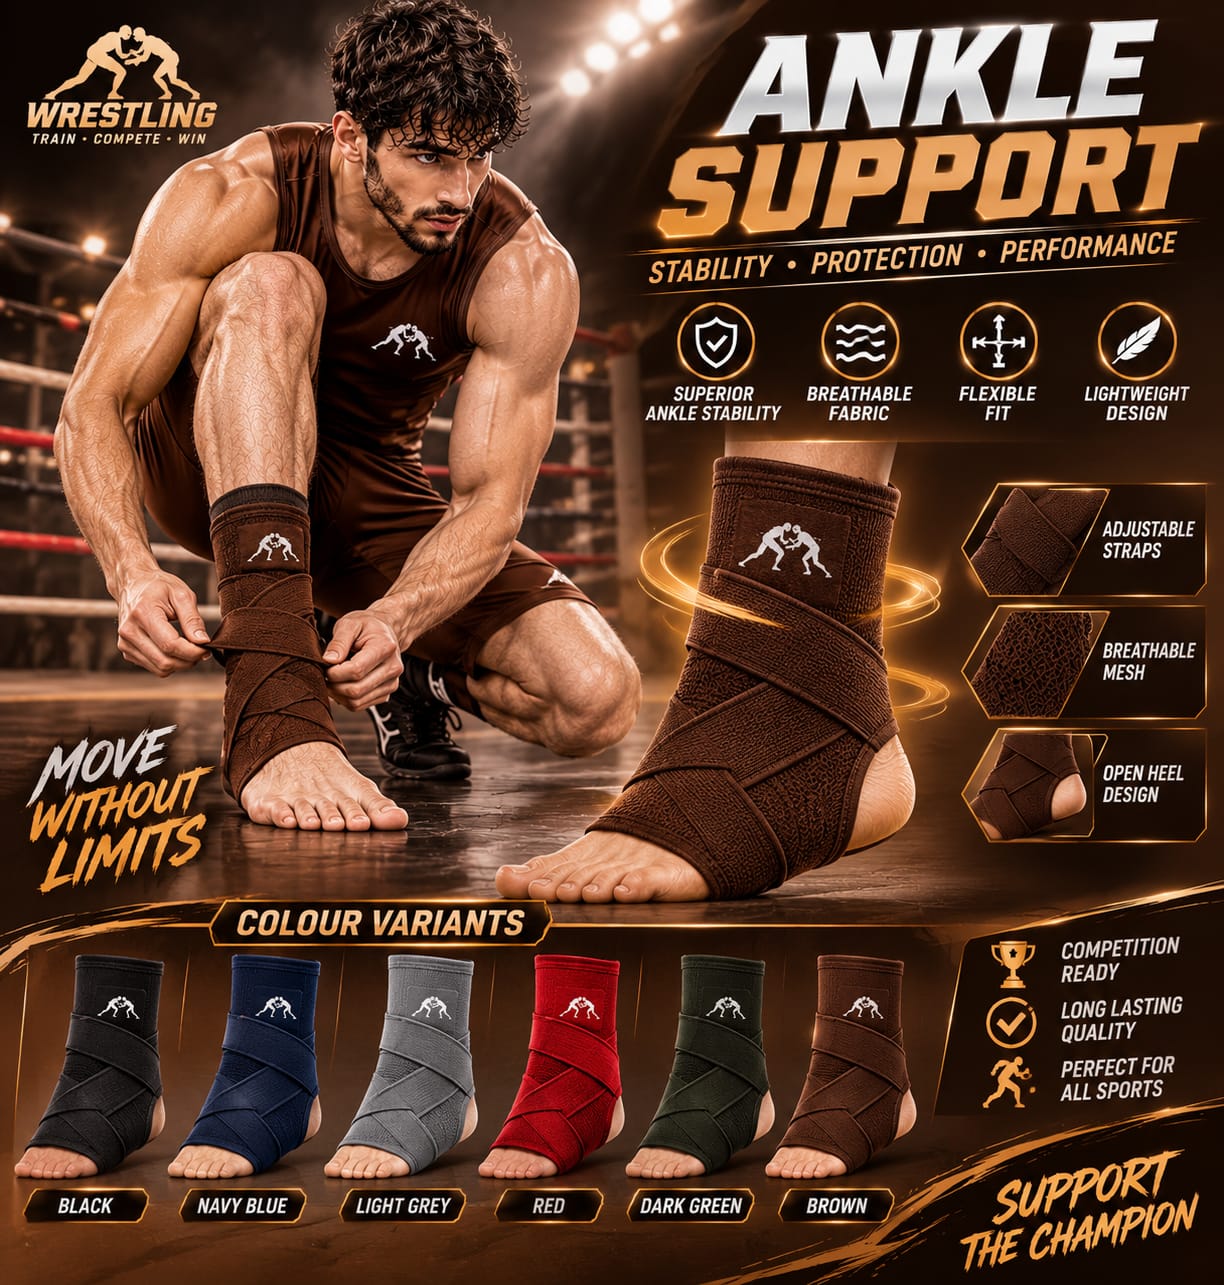 WRESTLING
TRAIN • COMPETE • WIN
ANKLE
SUPPORT
STABILITY • PROTECTION • PERFORMANCE
SUPERIOR
ANKLE STABILITY
BREATHABLE
FABRIC
FLEXIBLE
FIT
LIGHTWEIGHT
DESIGN
ADJUSTABLE
STRAPS
BREATHABLE
MESH
OPEN HEEL
DESIGN
MOVE
WITHOUT
LIMITS
COLOUR VARIANTS
BLACK
NAVY BLUE
LIGHT GREY
RED
DARK GREEN
BROWN
COMPETITION
READY
LONG LASTING
QUALITY
PERFECT FOR
ALL SPORTS
SUPPORT
THE CHAMPION